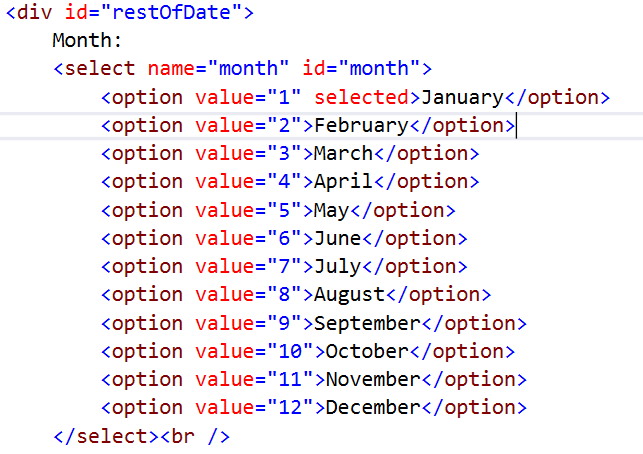 <div id="restOfDate">
    Month:
    <select name="month" id="month">
        <option value="1" selected>January</option>
        <option value="2">February</option>
        <option value="3">March</option>
        <option value="4">April</option>
        <option value="5">May</option>
        <option value="6">June</option>
        <option value="7">July</option>
        <option value="8">August</option>
        <option value="9">September</option>
        <option value="10">October</option>
        <option value="11">November</option>
        <option value="12">December</option>
    </select><br />